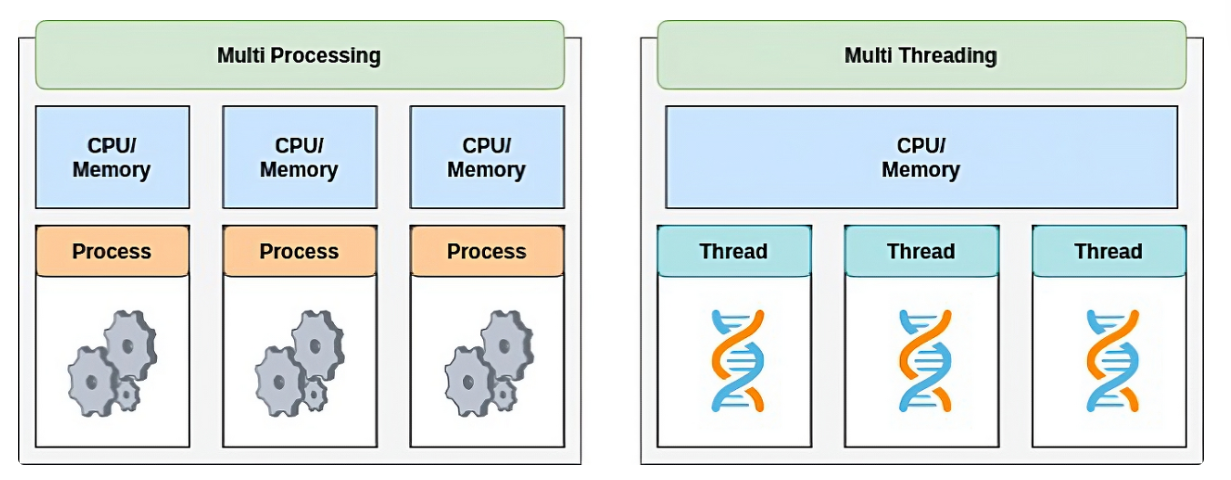 Multi Processing
CPU/
Memory
CPU/
Memory
CPU/
Memory
Process
Process
Process
Multi Threading
CPU/
Memory
Thread
Thread
Thread